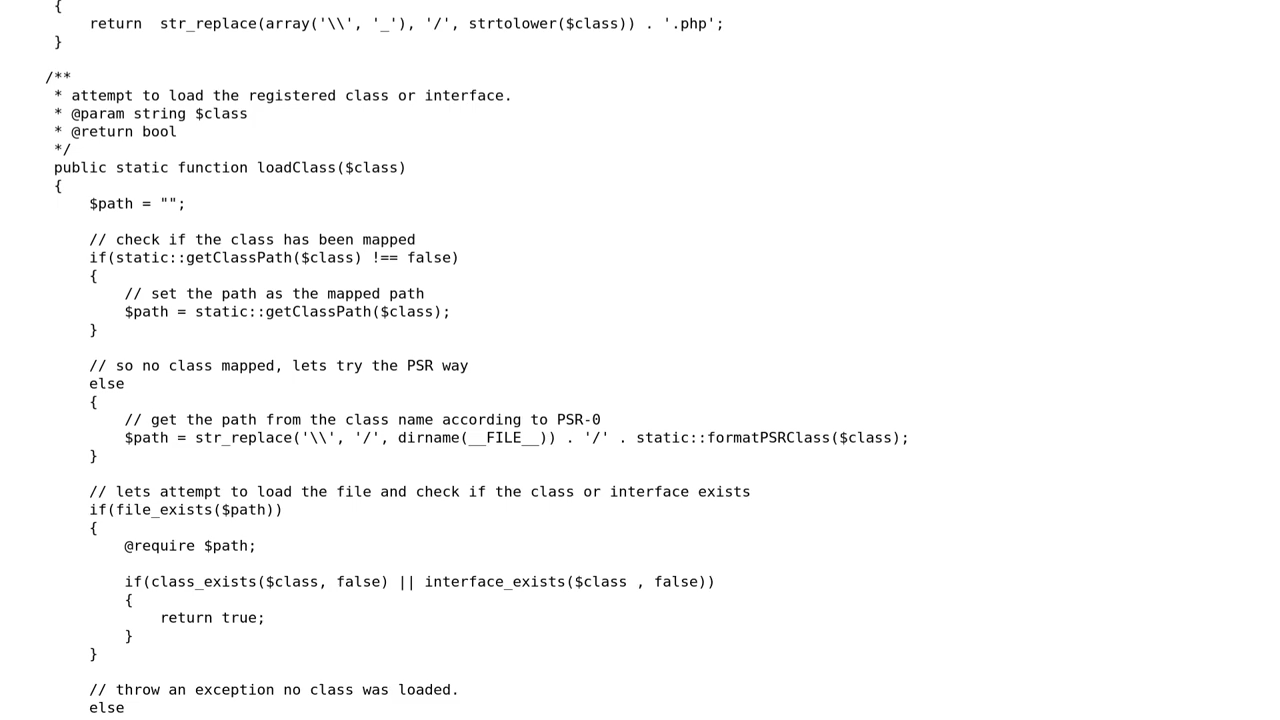 {
return  str_replace(array('\\', '_'), '/', strtolower($class)) . '.php';
}
/**
* attempt to load the registered class or interface.
* @param string $class
* @return bool
*/
public static function loadClass($class)
{
$path = "";
// check if the class has been mapped
if(static::getClassPath($class) !== false)
{
// set the path as the mapped path
$path = static::getClassPath($class);
}
// so no class mapped, lets try the PSR way
else
{
// get the path from the class name according to PSR-0
$path = str_replace('\\', '/', dirname(__FILE__)) . '/' . static::formatPSRClass($class);
}
// lets attempt to load the file and check if the class or interface exists
if(file_exists($path))
{
@require $path;
if(class_exists($class, false) || interface_exists($class , false))
{
return true;
}
}
// throw an exception no class was loaded.
else